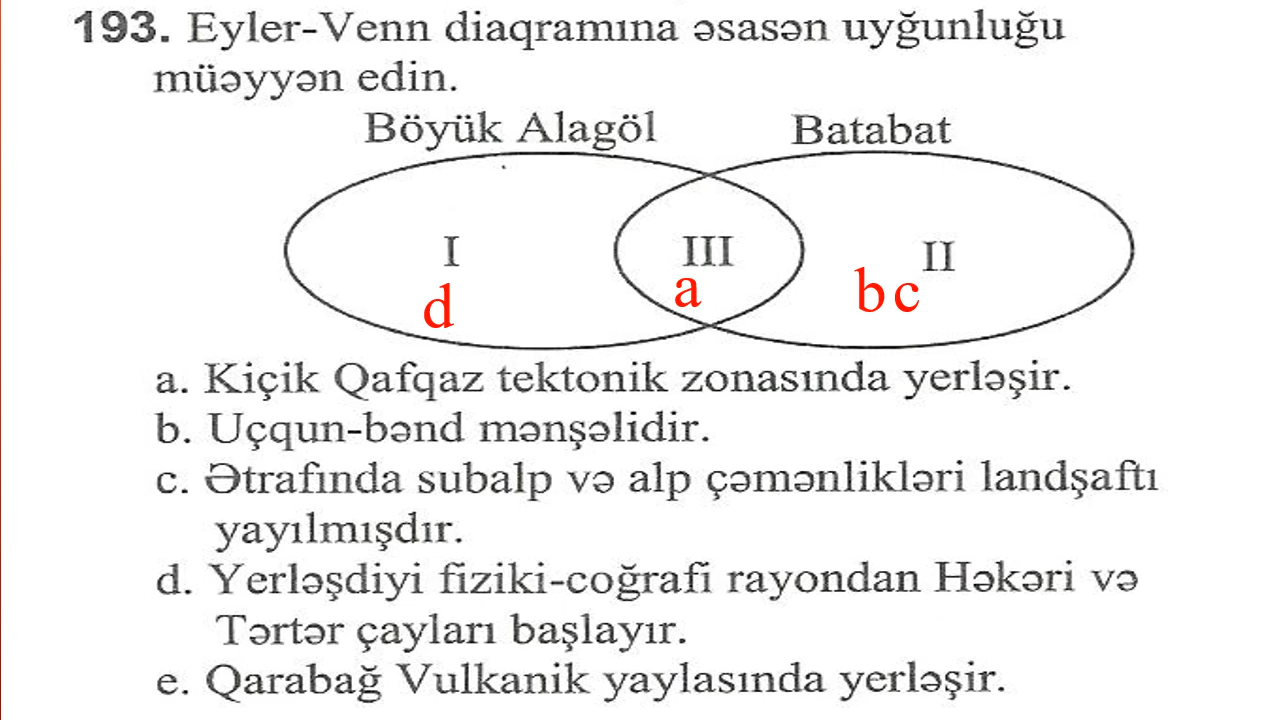 193. Eyler-Venn diaqramına əsasən uyğunluğu
müəyyən edin.
Böyük Alagöl Batabat
I III II
d a b c
a. Kiçik Qafqaz tektonik zonasında yerləşir.
b. Uçqun-bənd mənşəlidir.
c. Ətrafında subalp və alp çəmənlikləri landşaftı
yayılmışdır.
d. Yerləşdiyi fiziki-coğrafi rayondan Həkəri və
Tərtər çayları başlayır.
e. Qarabağ Vulkanik yaylasında yerləşir.